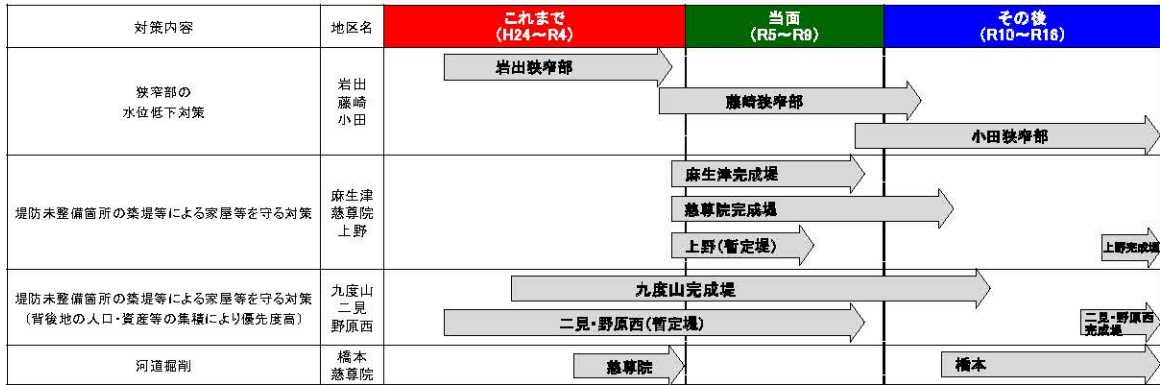 対策内容
地区名
これまで
(H24～R4)
当面
(R5～R9)
その後
(R10～R16)
狭窄部の
水位低下対策
岩出
藤崎
小田
岩出狭窄部
藤崎狭窄部
小田狭窄部
堤防未整備箇所の築堤等による家屋等を守る対策
麻生津
慈尊院
上野
麻生津完成堤
慈尊院完成堤
上野(暫定堤)
上野完成堤
堤防未整備箇所の築堤等による家屋等を守る対策
(背後地の人口・資産等の集積により優先度高)
九度山
二見
野原西
九度山完成堤
二見・野原西(暫定堤)
二見・野原西
完成堤
河道掘削
橋本
慈尊院
慈尊院
橋本